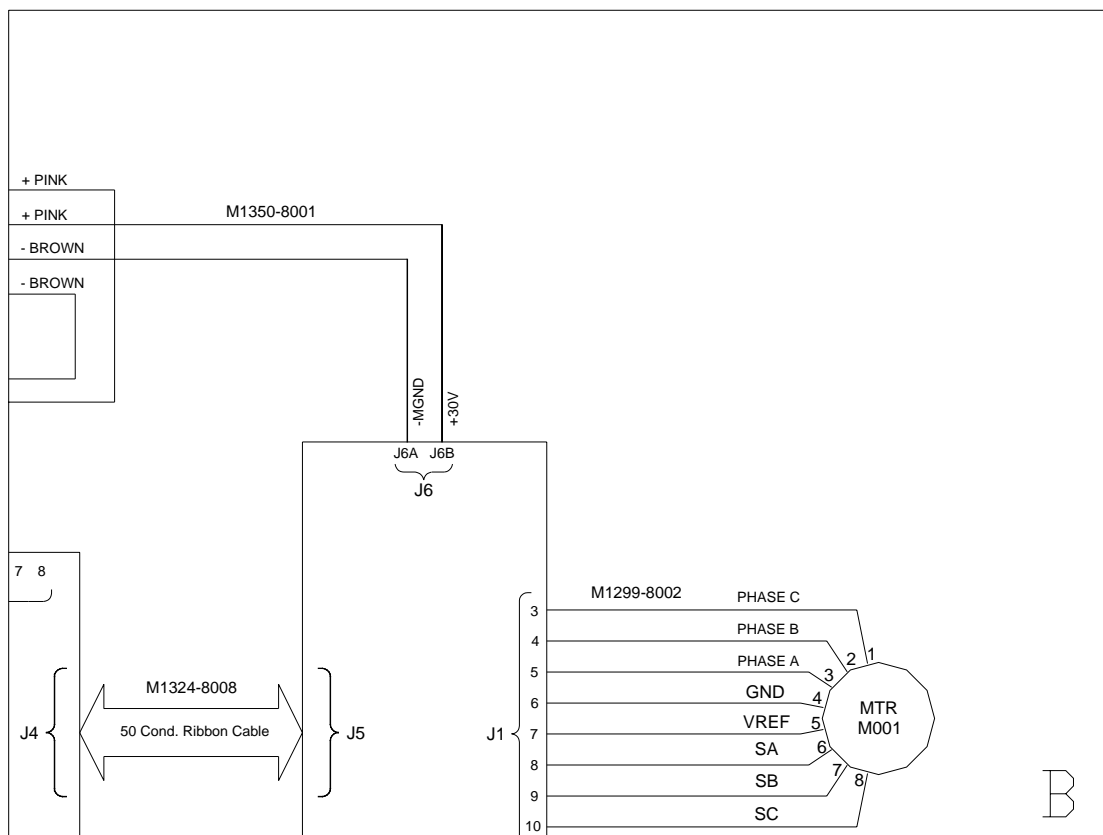 + PINK
+ PINK
M1350-8001
- BROWN
- BROWN
-MGND
+30V
J6A J6B
J6
7 8
M1299-8002
PHASE C
3
1
PHASE B
4
2
PHASE A
5
3
GND
6
4
MTR
M001
J4
M1324-8008
50 Cond. Ribbon Cable
J5
J1
VREF
7
5
SA
8
6
SB
9
7
SC
10
8
B